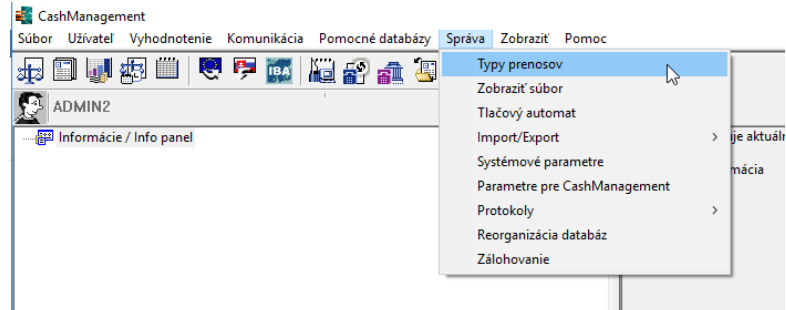 CashManagement
Súbor Užívateľ Vyhodnotenie Komunikácia Pomocné databázy Správa Zobraziť Pomoc
IBA
ADMIN2
Informácie / Info panel
Typy prenosov
Zobraziť súbor
Tlačový automat
Import/Export
Systémové parametre
Parametre pre CashManagement
Protokoly
Reorganizácia databáz
Zálohovanie